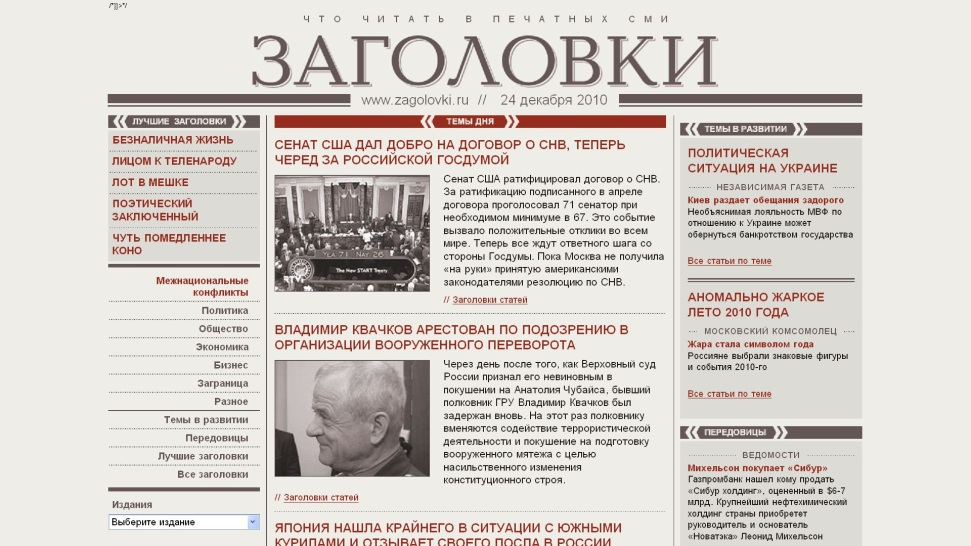 /*]]>*/
ЧТО ЧИТАТЬ В ПЕЧАТНЫХ СМИ
ЗАГОЛОВКИ
www.zagolovki.ru // 24 декабря 2010
ЛУЧШИЕ ЗАГОЛОВКИ
БЕЗНАЛИЧНАЯ ЖИЗНЬ
ЛИЦОМ К ТЕЛЕНАРОДУ
ЛОТ В МЕШКЕ
ПОЭТИЧЕСКИЙ
ЗАКЛЮЧЕННЫЙ
ЧУТЬ ПОМЕДЛЕННЕЕ
КОНО
Межнациональные
конфликты
Политика
Общество
Экономика
Бизнес
Заграница
Разное
Темы в развитии
Передовицы
Лучшие заголовки
Все заголовки
Издания
Выберите издание
ТЕМЫ ДНЯ
СЕНАТ США ДАЛ ДОБРО НА ДОГОВОР О СНВ, ТЕПЕРЬ
ЧЕРЕД ЗА РОССИЙСКОЙ ГОСДУМОЙ
YEA 71 NAY 26
The New START Treaty
Сенат США ратифицировал договор о СНВ.
За ратификацию подписанного в апреле
договора проголосовал 71 сенатор при
необходимом минимуме в 67. Это событие
вызвало положительные отклики во всем
мире. Теперь все ждут ответного шага со
стороны Госдумы. Пока Москва не получила
«на руки» принятую американскими
законодателями резолюцию по СНВ.
// Заголовки статей
ВЛАДИМИР КВАЧКОВ АРЕСТОВАН ПО ПОДОЗРЕНИЮ В
ОРГАНИЗАЦИИ ВООРУЖЕННОГО ПЕРЕВОРОТА
Через день после того, как Верховный суд
России признал его невиновным в
покушении на Анатолия Чубайса, бывший
полковник ГРУ Владимир Квачков был
задержан вновь. На этот раз полковнику
вменяются содействие террористической
деятельности и покушение на подготовку
вооруженного мятежа с целью
насильственного изменения
конституционного строя.
// Заголовки статей
ЯПОНИЯ НАШЛА КРАЙНЕГО В СИТУАЦИИ С ЮЖНЫМИ
КУРИЛАМИ И ОТЗЫВАЕТ СВОЕГО ПОСЛА В РОССИИ
ТЕМЫ В РАЗВИТИИ
ПОЛИТИЧЕСКАЯ
СИТУАЦИЯ НА УКРАИНЕ
НЕЗАВИСИМАЯ ГАЗЕТА
Киев раздает обещания задорого
Необъяснимая лояльность МВФ по
отношению к Украине может
обернуться банкротством государства
Все статьи по теме
АНОМАЛЬНО ЖАРКОЕ
ЛЕТО 2010 ГОДА
МОСКОВСКИЙ КОМСОМОЛЕЦ
Жара стала символом года
Россияне выбрали знаковые фигуры
и события 2010-го
Все статьи по теме
ПЕРЕДОВИЦЫ
ВЕДОМОСТИ
Михельсон покупает «Сибур»
Газпромбанк нашел кому продать
«Сибур холдинг», оцененный в $6-7
млрд. Крупнейший нефтехимический
холдинг страны приобретет
руководитель и основатель
«Новатэка» Леонид Михельсон